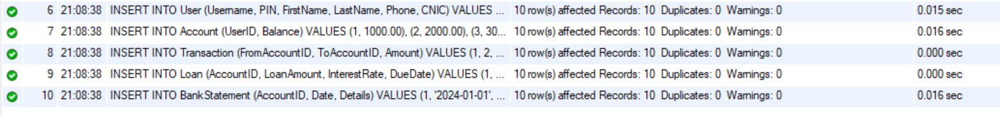 6 21:08:38 INSERT INTO User (Username, PIN, FirstName, LastName, Phone, CNIC) VALUES ... 10 row(s) affected Records: 10 Duplicates: 0 Warnings: 0 0.015 sec
7 21:08:38 INSERT INTO Account (UserID, Balance) VALUES (1, 1000.00), (2, 2000.00), (3, 30... 10 row(s) affected Records: 10 Duplicates: 0 Warnings: 0 0.016 sec
8 21:08:38 INSERT INTO Transaction (FromAccountID, ToAccountID, Amount) VALUES (1, 2, ... 10 row(s) affected Records: 10 Duplicates: 0 Warnings: 0 0.000 sec
9 21:08:38 INSERT INTO Loan (AccountID, LoanAmount, InterestRate, DueDate) VALUES (1, ... 10 row(s) affected Records: 10 Duplicates: 0 Warnings: 0 0.000 sec
10 21:08:38 INSERT INTO BankStatement (AccountID, Date, Details) VALUES (1, '2024-01-01', ... 10 row(s) affected Records: 10 Duplicates: 0 Warnings: 0 0.016 sec